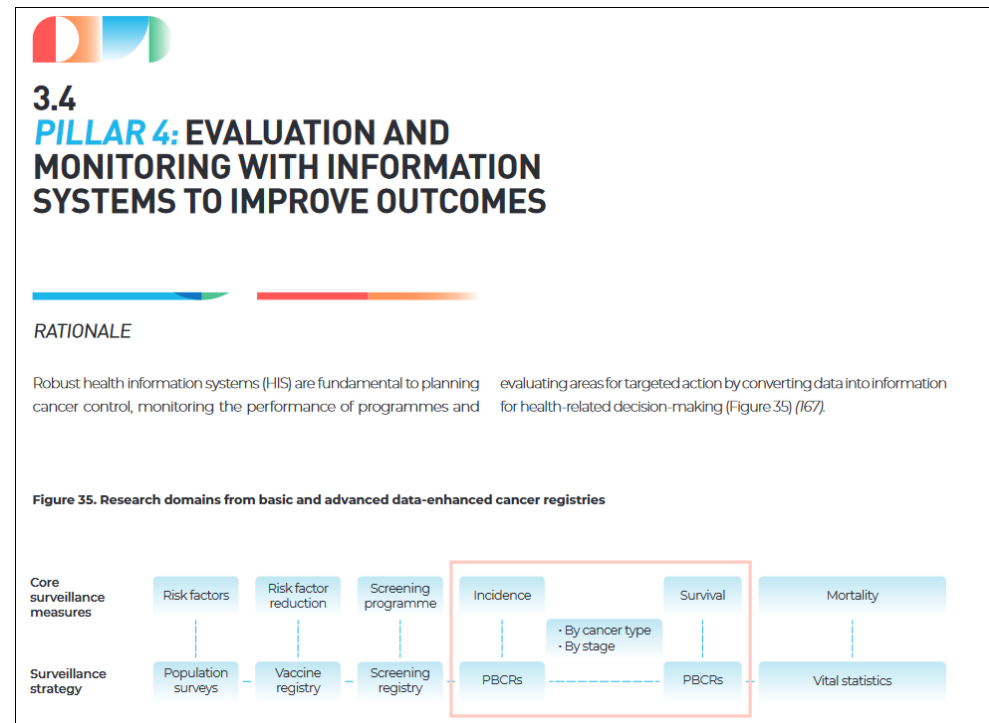 3.4
PILLAR 4: EVALUATION AND
MONITORING WITH INFORMATION
SYSTEMS TO IMPROVE OUTCOMES
RATIONALE
Robust health information systems (HIS) are fundamental to planning
cancer control, monitoring the performance of programmes and
evaluating areas for targeted action by converting data into information
for health-related decision-making (Figure 35) (167).
Figure 35. Research domains from basic and advanced data-enhanced cancer registries
Core
surveillance
measures
Risk factors
Risk factor
reduction
Screening
programme
Incidence
Survival
Mortality
• By cancer type
• By stage
Surveillance
strategy
Population
surveys
Vaccine
registry
Screening
registry
PBCRs
PBCRs
Vital statistics